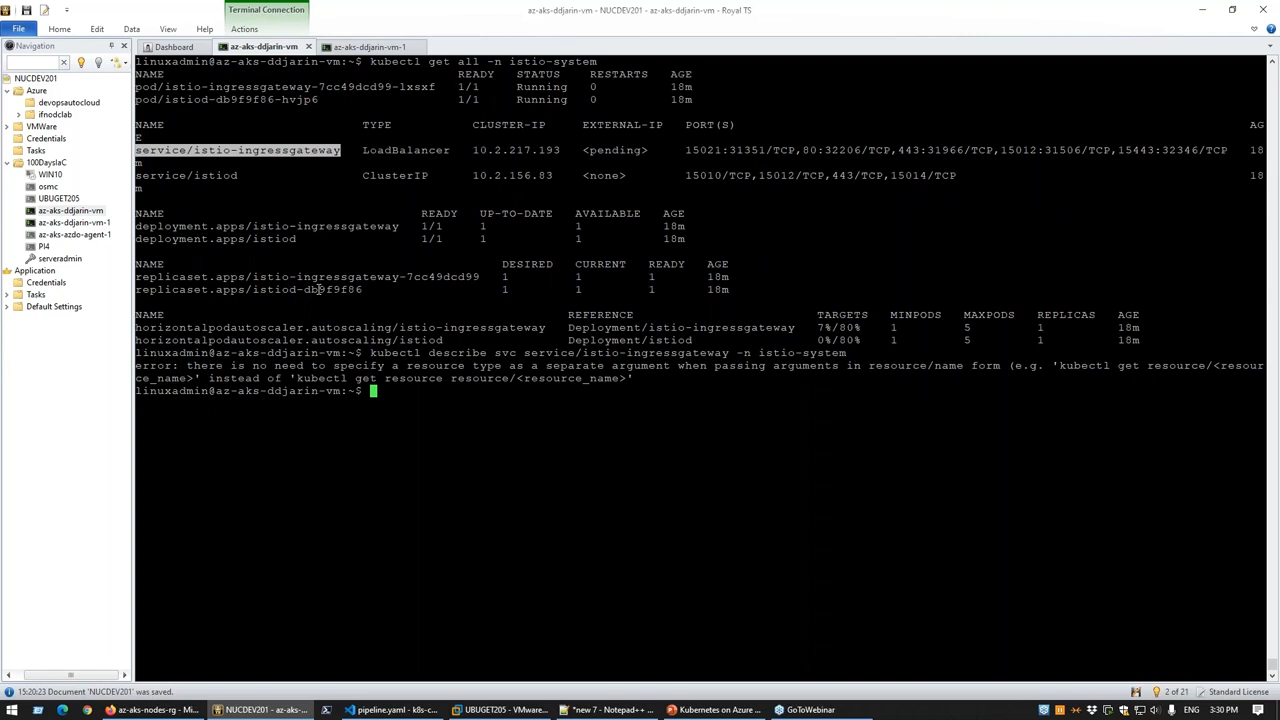 Terminal Connection
az-aks-ddjarin-vm - NUCDEV201 - az-aks-ddjarin-vm - Royal TS
File Home Edit Data View Help Actions
Navigation
Dashboard az-aks-ddjarin-vm az-aks-ddjarin-vm-1
NUCDEV201
Azure
devopsautocloud
ifnodclab
VMWare
Credentials
Tasks
100DaysIaC
WIN10
osmc
UBUGET205
az-aks-ddjarin-vm
az-aks-ddjarin-vm-1
az-aks-azdo-agent-1
PI4
serveradmin
Application
Credentials
Tasks
Default Settings
linuxadmin@az-aks-ddjarin-vm:~$ kubectl get all -n istio-system
NAME READY STATUS RESTARTS AGE
pod/istio-ingressgateway-7cc49dcd99-lxsxf 1/1 Running 0 18m
pod/istiod-db9f9f86-hvjp6 1/1 Running 0 18m
NAME TYPE CLUSTER-IP EXTERNAL-IP PORT(S) AG
E
service/istio-ingressgateway LoadBalancer 10.2.217.193 <pending> 15021:31351/TCP,80:32206/TCP,443:31966/TCP,15012:31506/TCP,15443:32346/TCP 18
m
service/istiod ClusterIP 10.2.156.83 <none> 15010/TCP,15012/TCP,443/TCP,15014/TCP 18
m
NAME READY UP-TO-DATE AVAILABLE AGE
deployment.apps/istio-ingressgateway 1/1 1 1 18m
deployment.apps/istiod 1/1 1 1 18m
NAME DESIRED CURRENT READY AGE
replicaset.apps/istio-ingressgateway-7cc49dcd99 1 1 1 18m
replicaset.apps/istiod-db9f9f86 1 1 1 18m
NAME REFERENCE TARGETS MINPODS MAXPODS REPLICAS AGE
horizontalpodautoscaler.autoscaling/istio-ingressgateway Deployment/istio-ingressgateway 7%/80% 1 5 1 18m
horizontalpodautoscaler.autoscaling/istiod Deployment/istiod 0%/80% 1 5 1 18m
linuxadmin@az-aks-ddjarin-vm:~$ kubectl describe svc service/istio-ingressgateway -n istio-system
error: there is no need to specify a resource type as a separate argument when passing arguments in resource/name form (e.g. 'kubectl get resource/<resour
ce_name>' instead of 'kubectl get resource resource/<resource_name>'
linuxadmin@az-aks-ddjarin-vm:~$
15:20:23 Document 'NUCDEV201' was saved.
2 of 21 Standard License
az-aks-nodes-rg - Mi... NUCDEV201 - az-aks-... pipeline.yaml - k8s-c... UBUGET205 - VMware... *new 7 - Notepad++ ... Kubernetes on Azure ... GoToWebinar ENG 3:30 PM